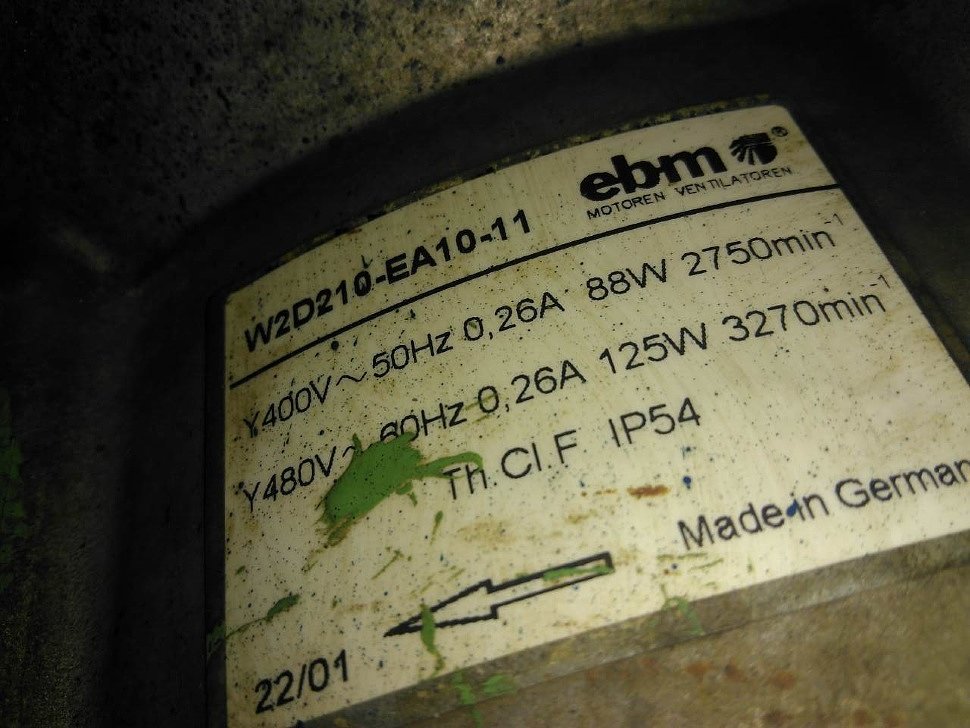 ebm®
MOTOREN VENTILATOREN
W2D210-EA10-11
Y400V~50Hz 0,26A 88W 2750min-1
Y480V~60Hz 0,26A 125W 3270min-1
Th.Cl.F IP54
Made in German
22/01